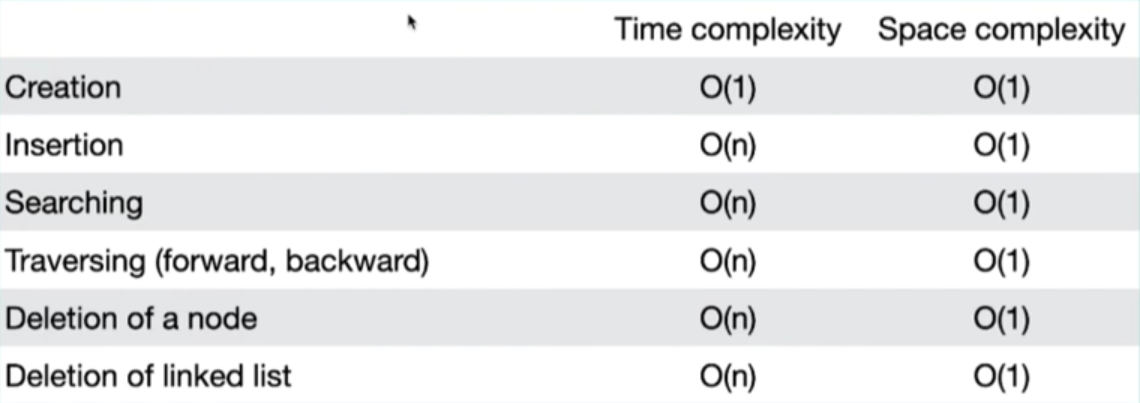 Time complexity Space complexity
Creation O(1) O(1)
Insertion O(n) O(1)
Searching O(n) O(1)
Traversing (forward, backward) O(n) O(1)
Deletion of a node O(n) O(1)
Deletion of linked list O(n) O(1)